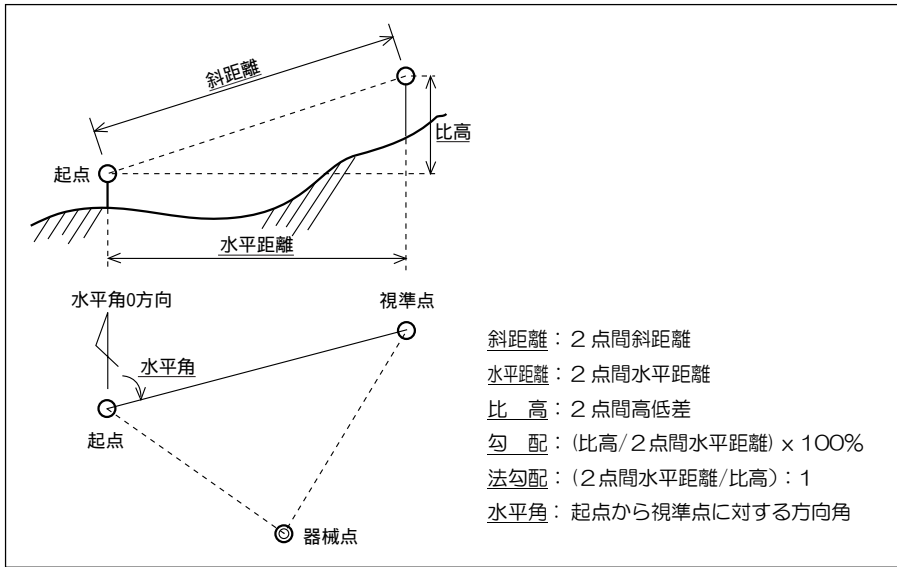 斜距離
比高
起点
水平距離
水平角0方向
視準点
水平角
起点
器械点
斜距離：２点間斜距離
水平距離：２点間水平距離
比　高：２点間高低差
勾　配：(比高/２点間水平距離) x 100%
法勾配：(２点間水平距離/比高)：1
水平角：起点から視準点に対する方向角